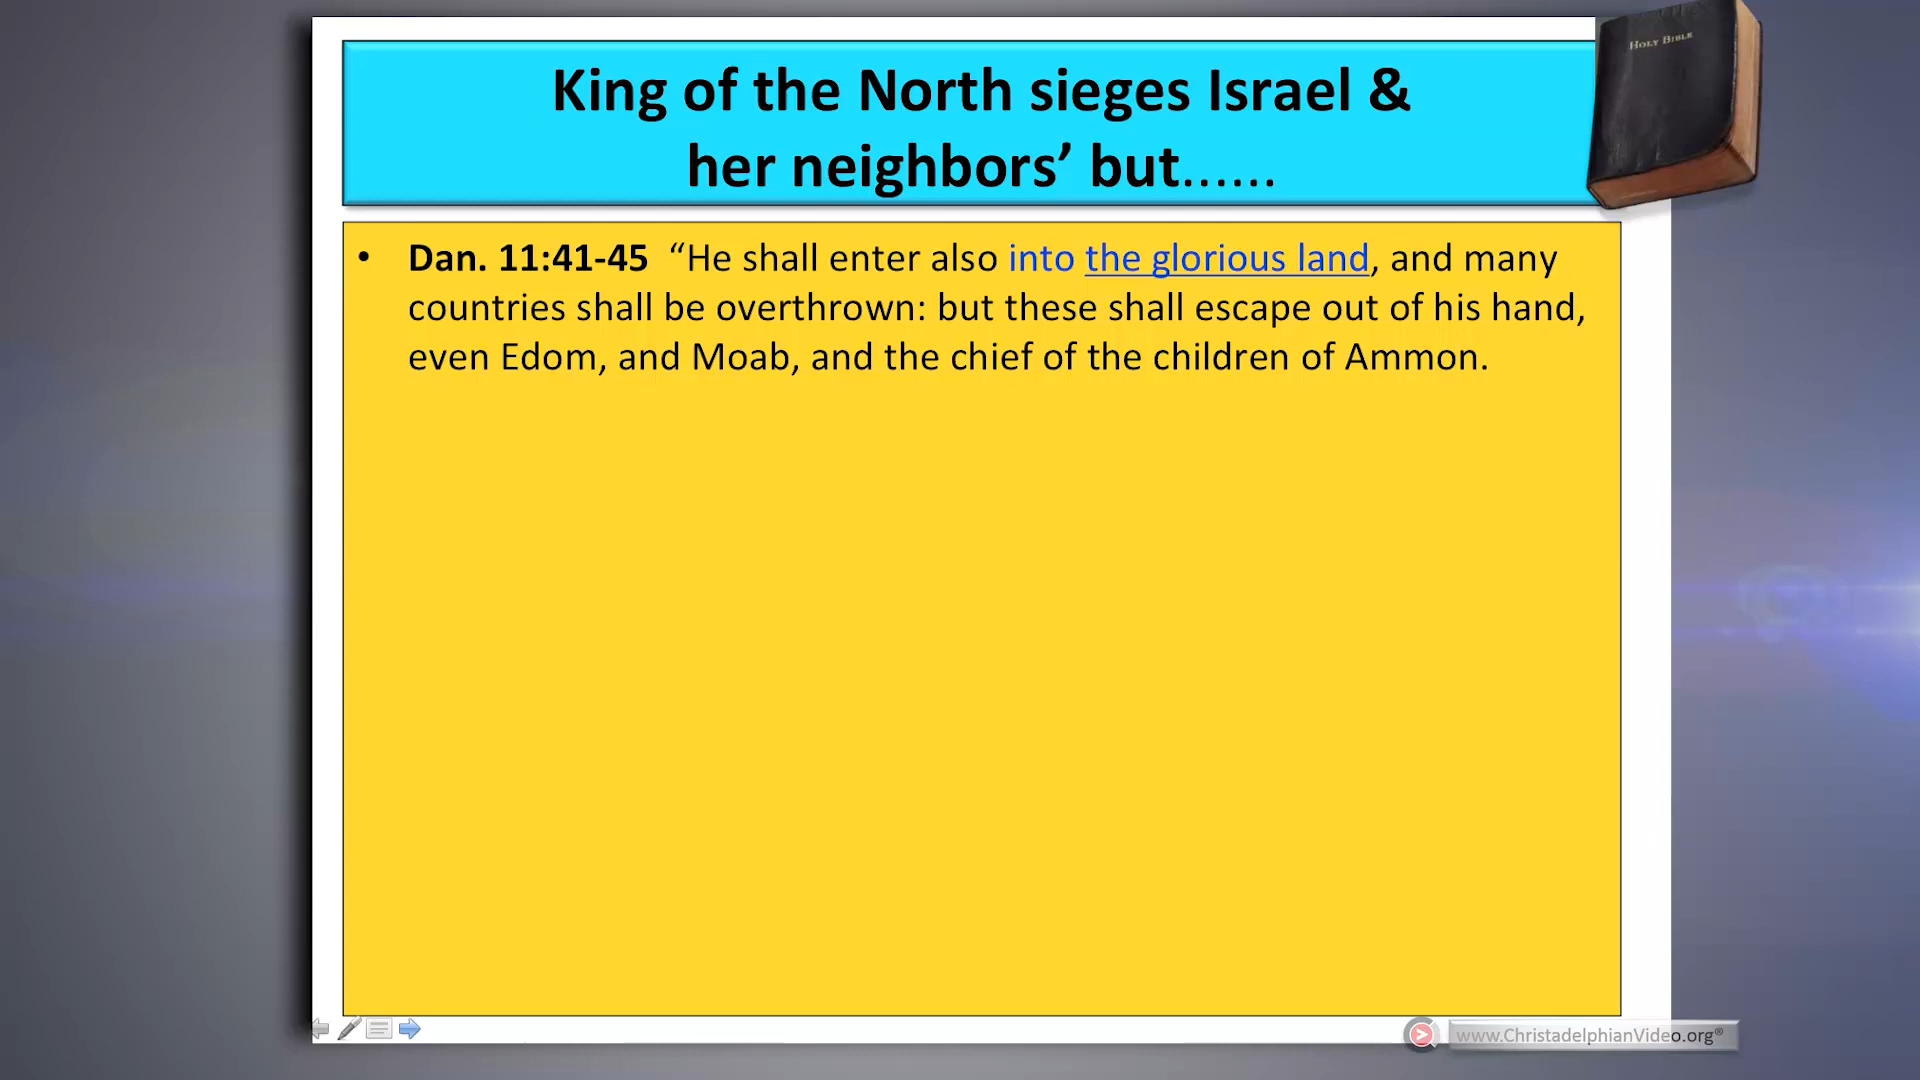 King of the North sieges Israel &
her neighbors’ but......
HOLY BIBLE
• Dan. 11:41-45 “He shall enter also into the glorious land, and many
countries shall be overthrown: but these shall escape out of his hand,
even Edom, and Moab, and the chief of the children of Ammon.
www.ChristadelphianVideo.org®